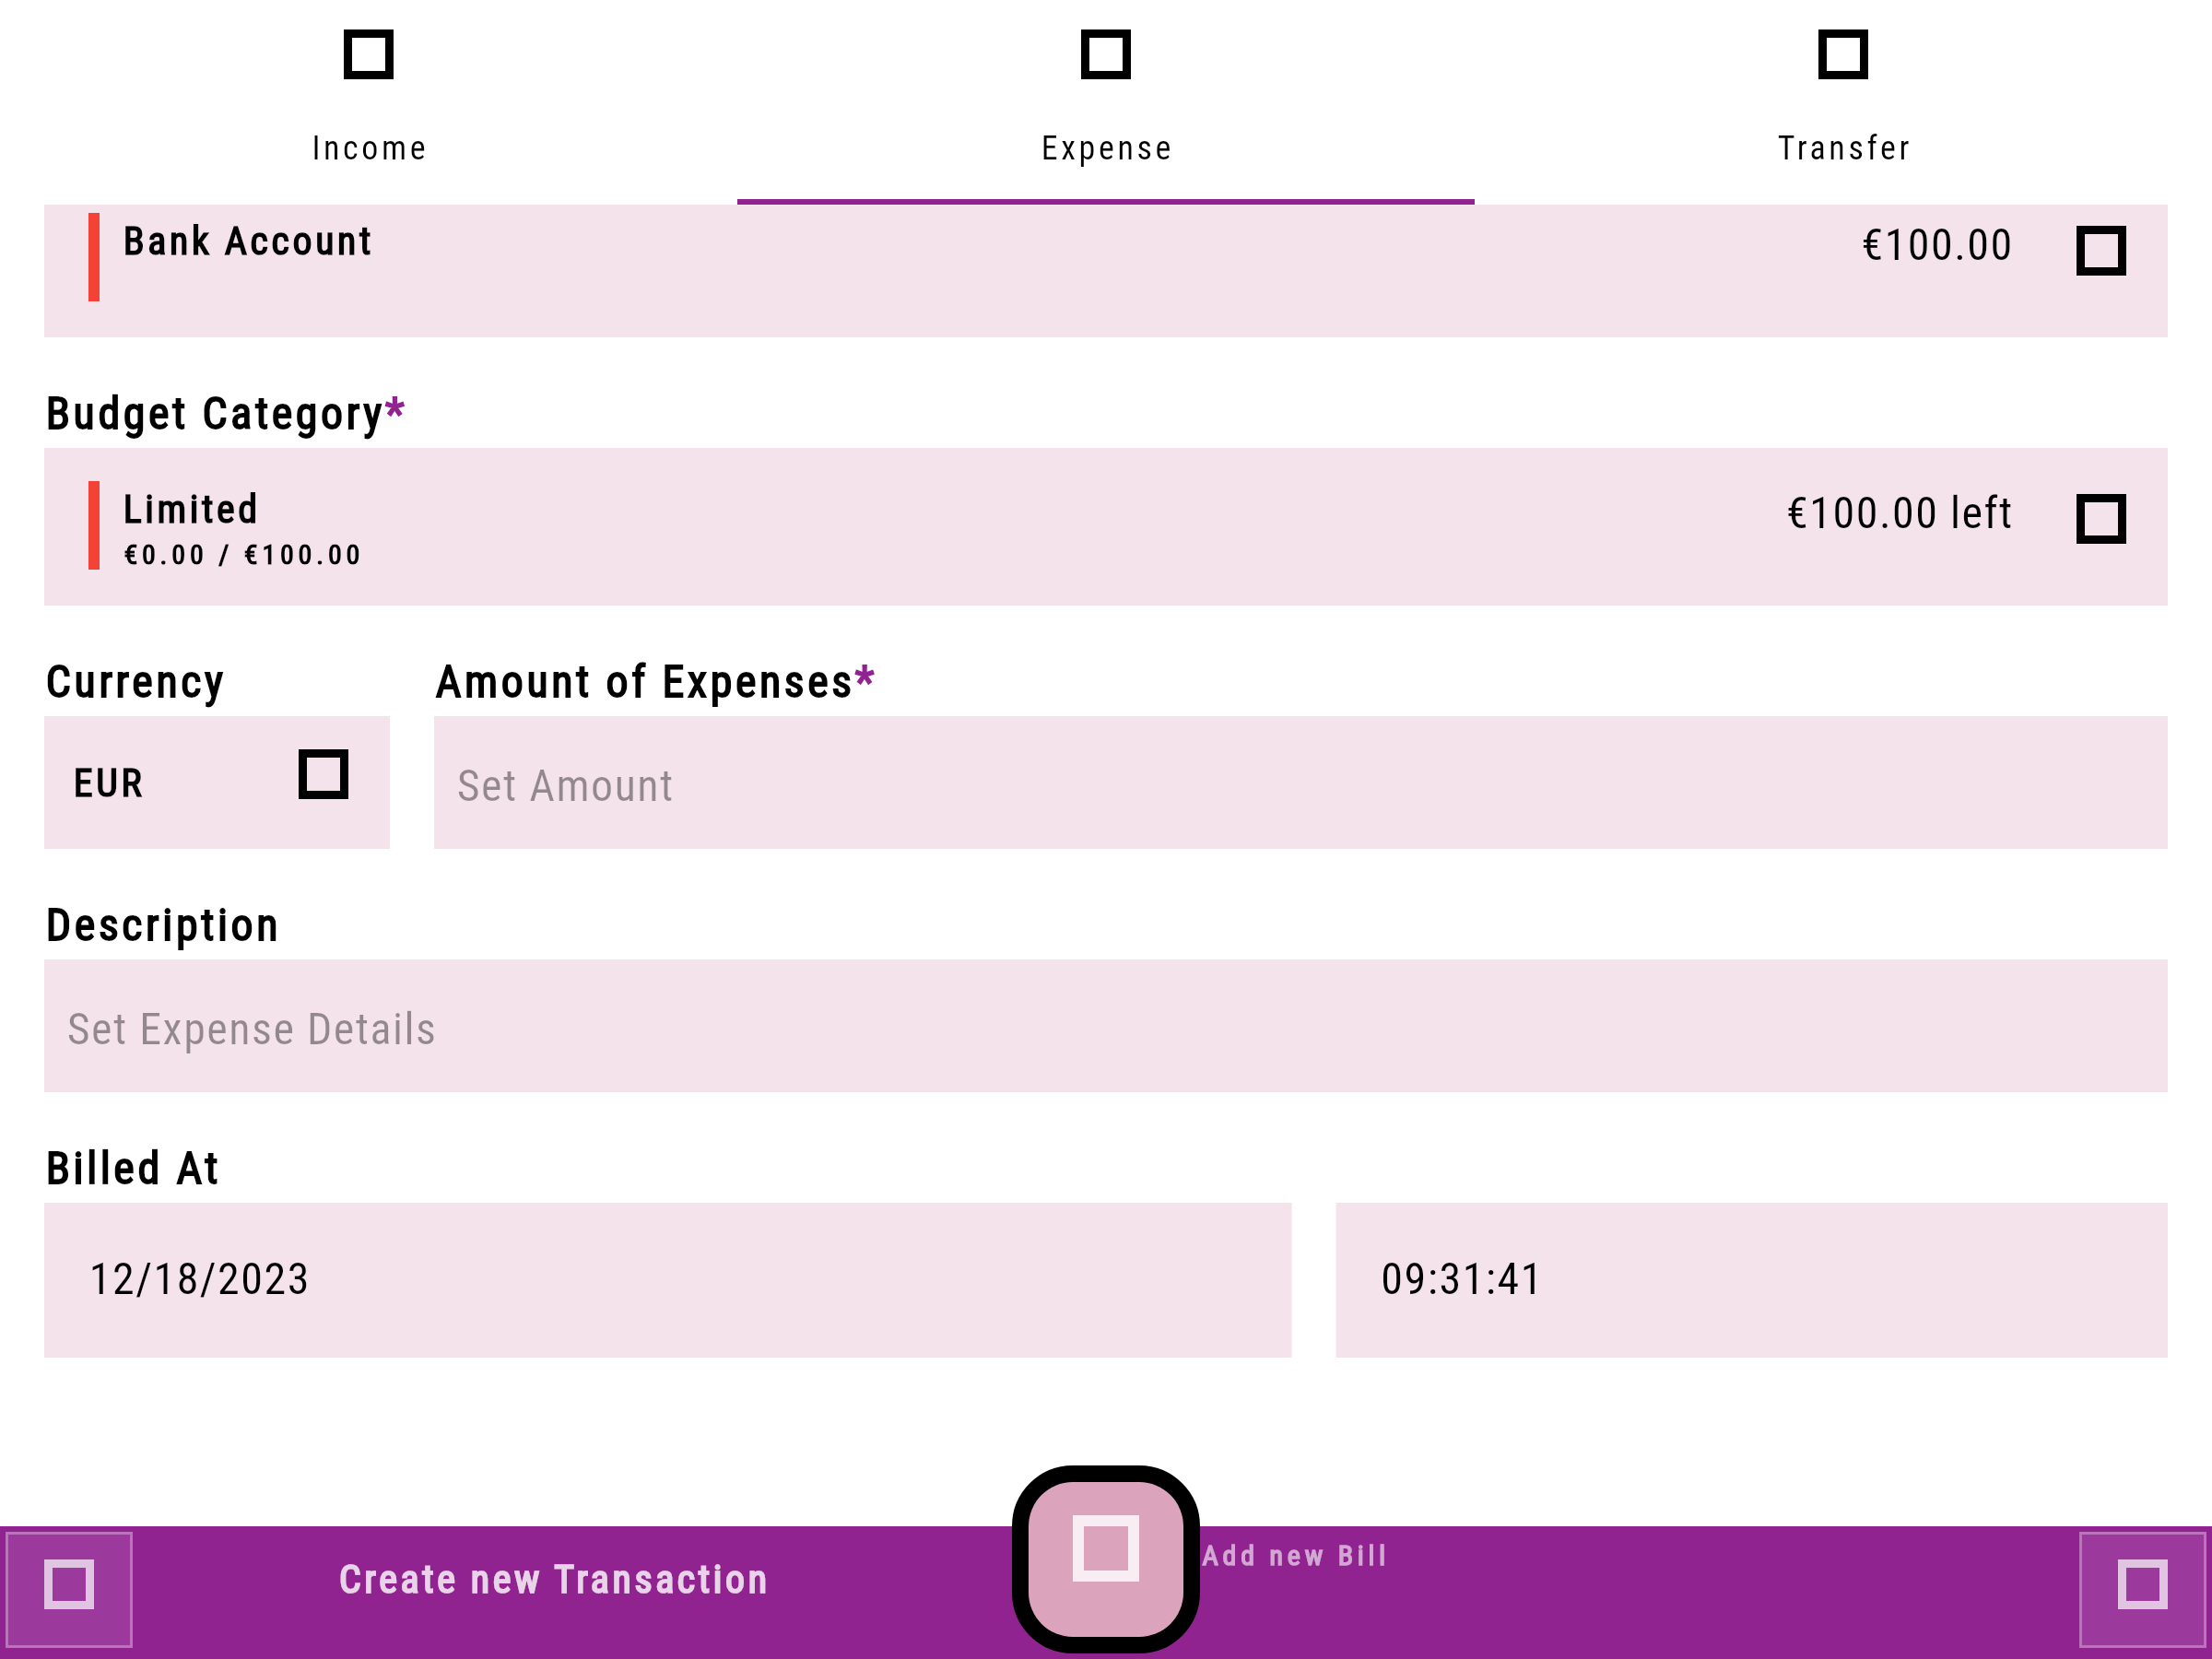 Income
Expense
Transfer
Bank Account
€100.00
Budget Category*
Limited
€100.00 left
€0.00 / €100.00
Currency
Amount of Expenses*
EUR
Set Amount
Description
Set Expense Details
Billed At
12/18/2023
09:31:41
Create new Transaction
Add new Bill